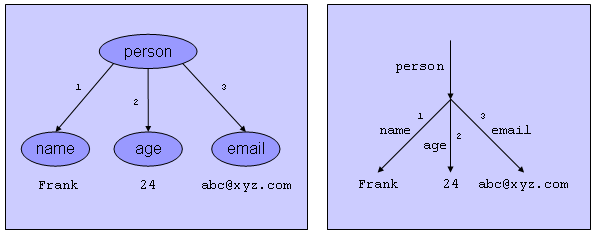 person
1
2
3
name
age
email
Frank
24
abc@xyz.com
person
1
2
3
name
age
email
Frank
24
abc@xyz.com